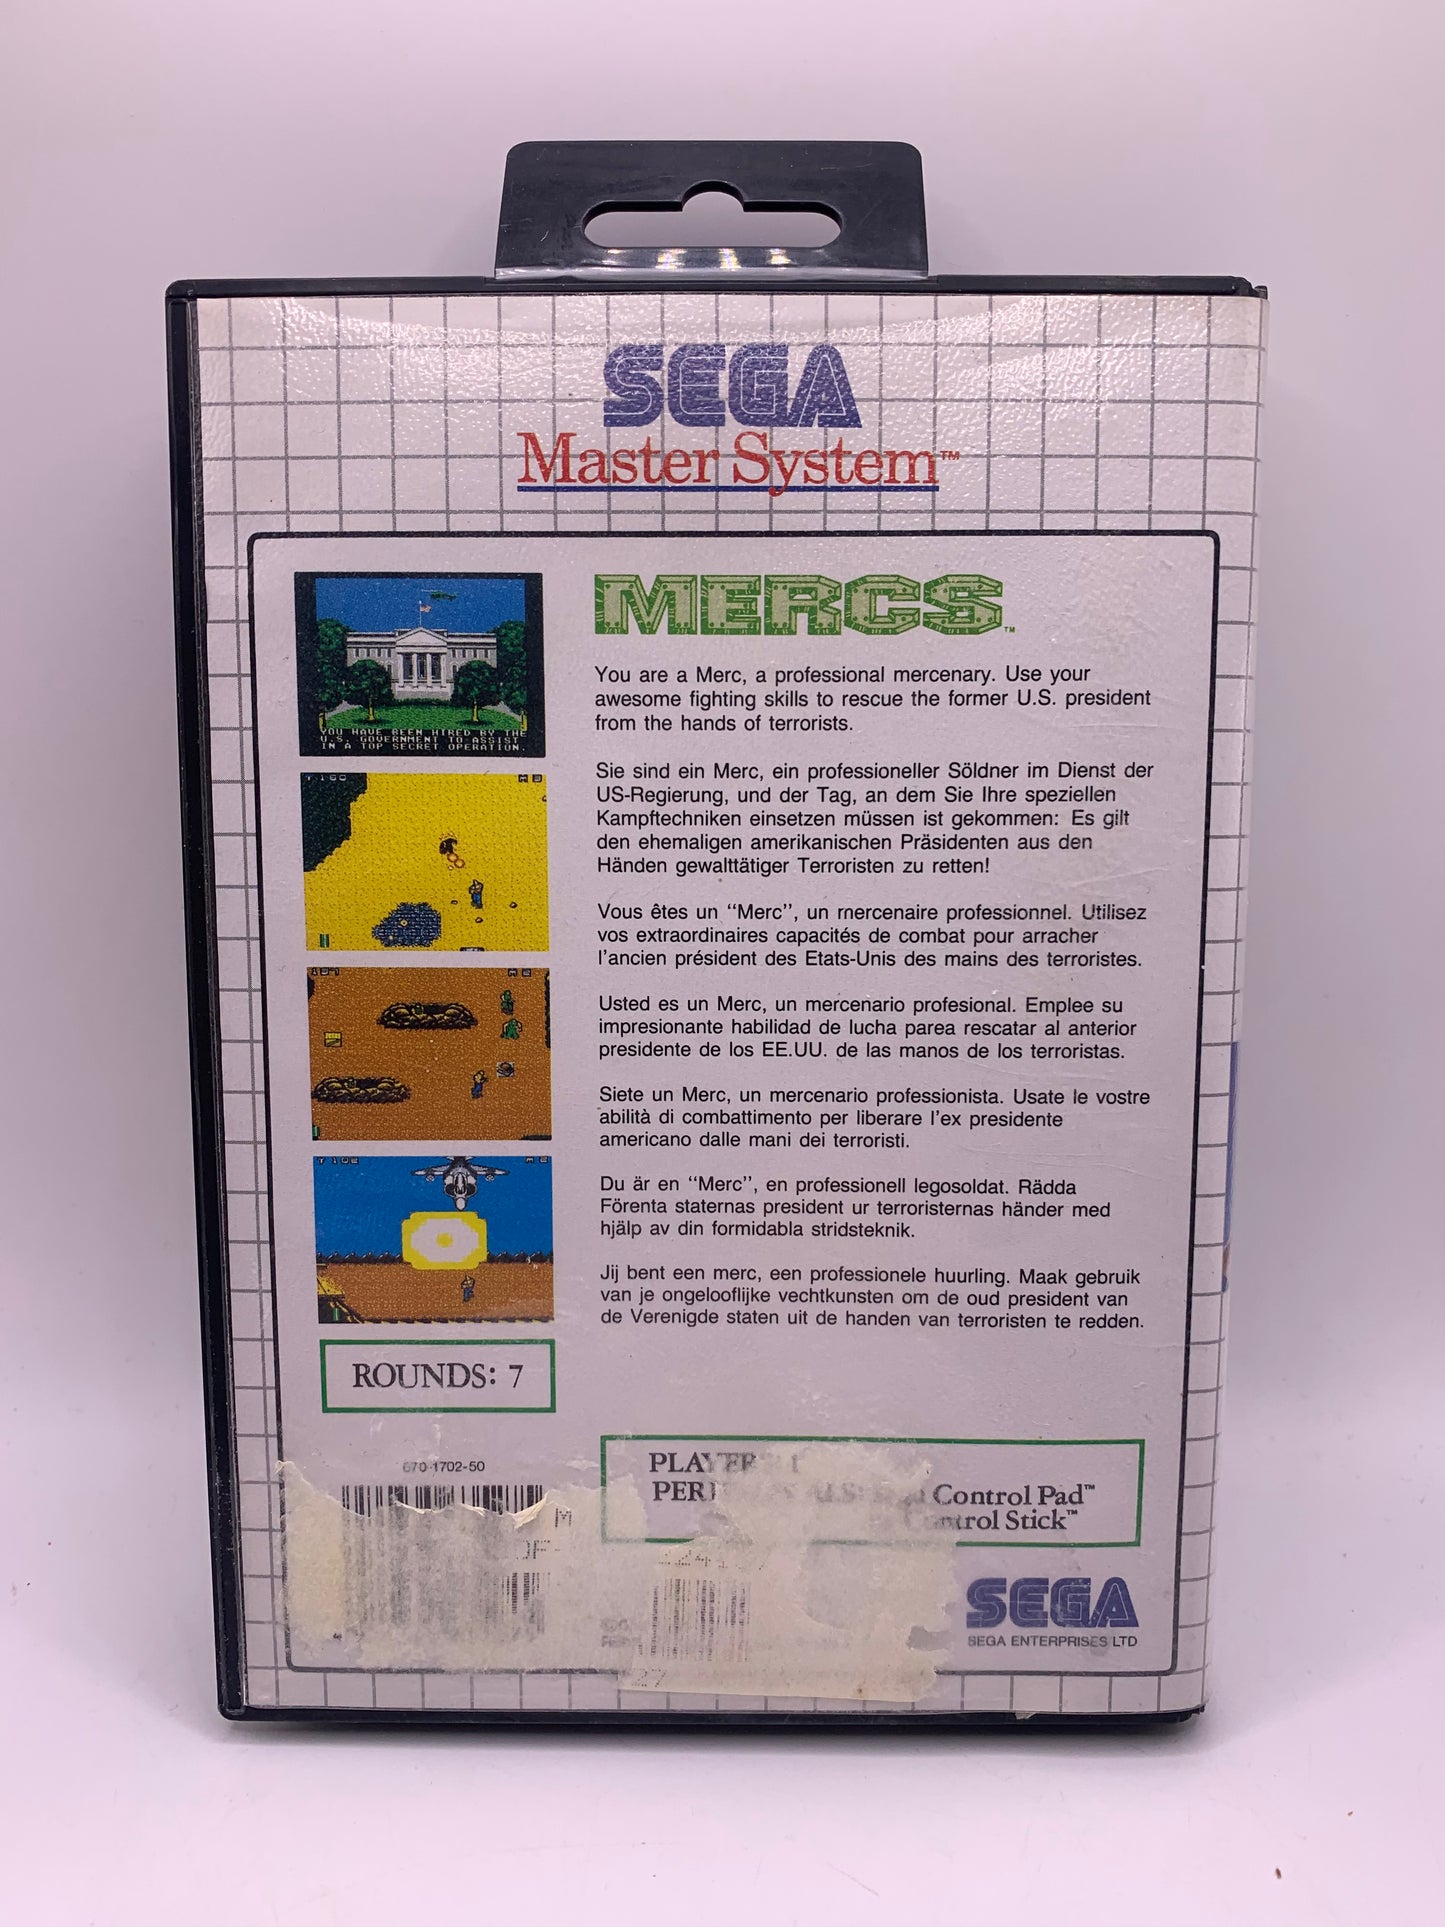 SEGA
Master System™
MERCS™
YOU HAVE BEEN HIRED BY THE
U.S. GOVERNMENT TO ASSIST
IN A TOP SECRET OPERATION.
You are a Merc, a professional mercenary. Use your
awesome fighting skills to rescue the former U.S. president
from the hands of terrorists.
Sie sind ein Merc, ein professioneller Söldner im Dienst der
US-Regierung, und der Tag, an dem Sie Ihre speziellen
Kampftechniken einsetzen müssen ist gekommen: Es gilt
den ehemaligen amerikanischen Präsidenten aus den
Händen gewalttätiger Terroristen zu retten!
Vous êtes un “Merc”, un mercenaire professionnel. Utilisez
vos extraordinaires capacités de combat pour arracher
l’ancien président des Etats-Unis des mains des terroristes.
Usted es un Merc, un mercenario profesional. Emplee su
impresionante habilidad de lucha parea rescatar al anterior
presidente de los EE.UU. de las manos de los terroristas.
Siete un Merc, un mercenario professionista. Usate le vostre
abilità di combattimento per liberare l’ex presidente
americano dalle mani dei terroristi.
Du är en “Merc”, en professionell legosoldat. Rädda
Förenta staternas president ur terroristernas händer med
hjälp av din formidabla stridsteknik.
Jij bent een merc, een professionele huurling. Maak gebruik
van je ongelooflijke vechtkunsten om de oud president van
de Verenigde staten uit de handen van terroristen te redden.
ROUNDS: 7
670-1702-50
Control Pad™
Control Stick™
27
SEGA
SEGA ENTERPRISES LTD